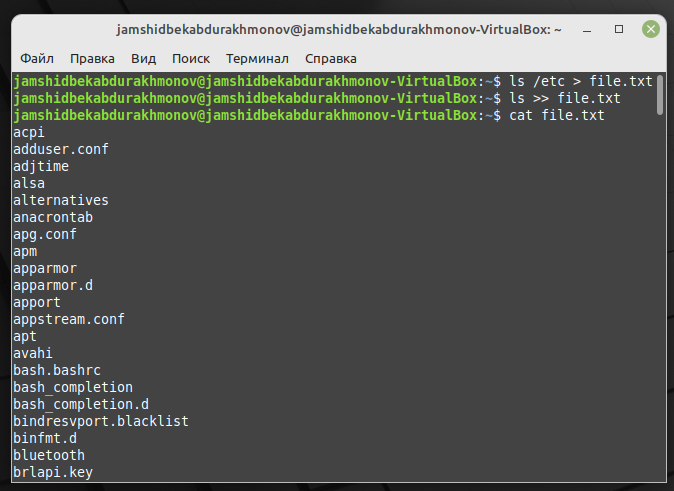 jamshidbekabdurakhmonov@jamshidbekabdurakhmonov-VirtualBox: ~
Файл Правка Вид Поиск Терминал Справка
jamshidbekabdurakhmonov@jamshidbekabdurakhmonov-VirtualBox:~$ ls /etc > file.txt
jamshidbekabdurakhmonov@jamshidbekabdurakhmonov-VirtualBox:~$ ls >> file.txt
jamshidbekabdurakhmonov@jamshidbekabdurakhmonov-VirtualBox:~$ cat file.txt
acpi
adduser.conf
adjtime
alsa
alternatives
anacrontab
apg.conf
apm
apparmor
apparmor.d
apport
appstream.conf
apt
avahi
bash.bashrc
bash_completion
bash_completion.d
bindresvport.blacklist
binfmt.d
bluetooth
brlapi.key